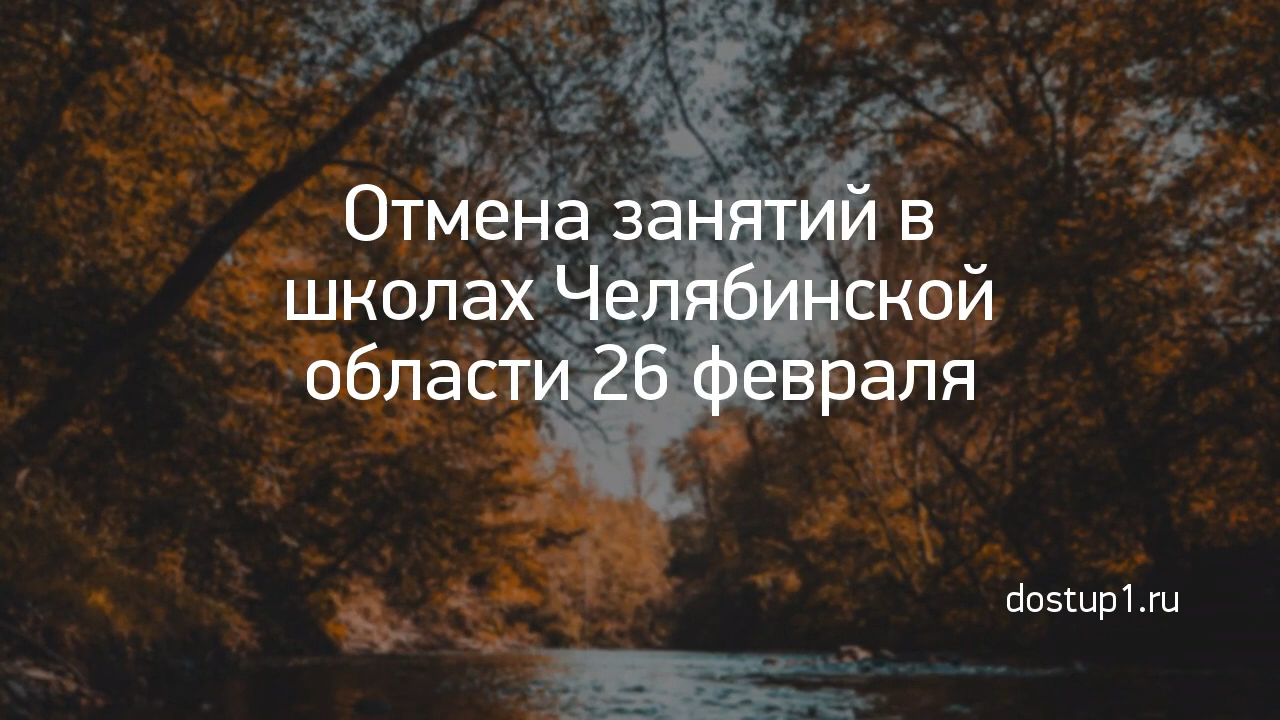 Отмена занятий в
школах Челябинской
области 26 февраля
dostup1.ru